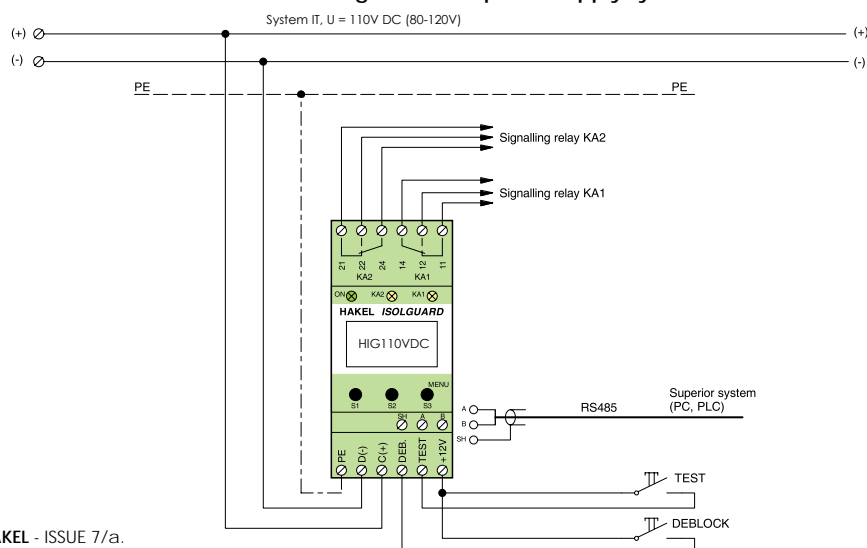 System IT, U = 110V DC (80-120V)
(+) (+)
(-) (-)
PE PE
Signalling relay KA2
Signalling relay KA1
21 22 24 14 12 11
KA2 KA1
ON KA2 KA1
HAKEL ISOLGUARD
HIG110VDC
MENU
S1 S2 S3
SH A B
PE D(-) C(+) DEB. TEST +12V
A
B
SH
RS485
Superior system
(PC, PLC)
TEST
DEBLOCK
AKEL - ISSUE 7/a.